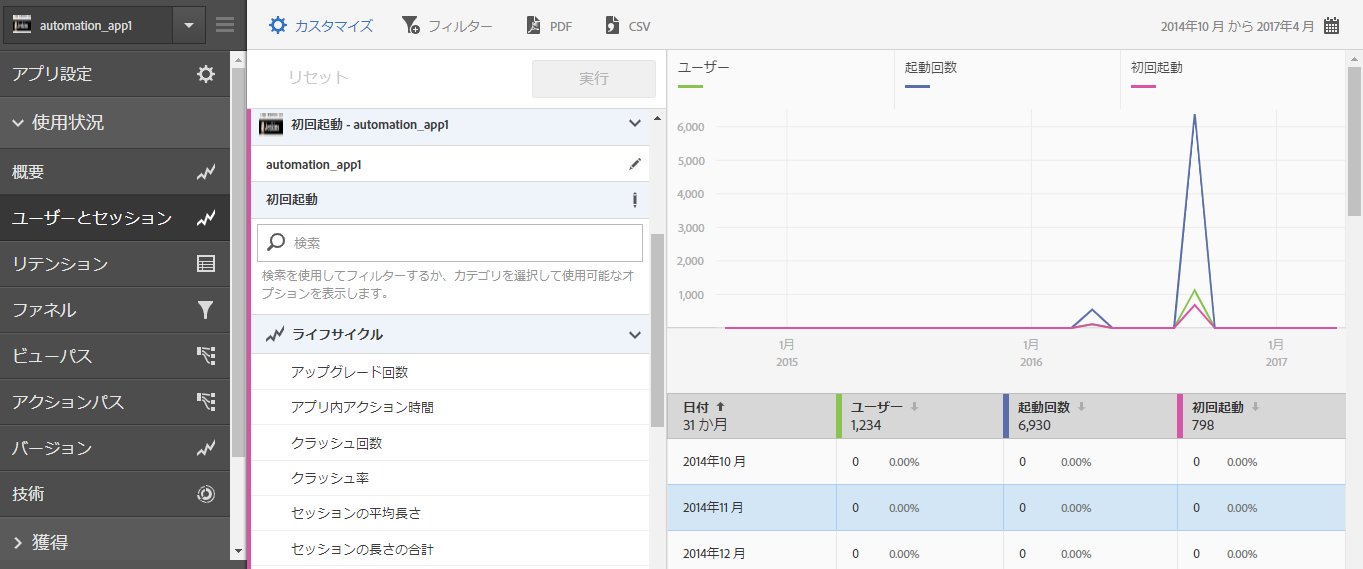 automation_app1
アプリ設定
使用状況
概要
ユーザーとセッション
リテンション
ファネル
ビューパス
アクションパス
バージョン
技術
獲得
カスタマイズ
フィルター
PDF
CSV
2014年10月 から 2017年4月
リセット
実行
初回起動 - automation_app1
automation_app1
初回起動
検索
検索を使用してフィルターするか、カテゴリを選択して使用可能なオ
プションを表示します。
ライフサイクル
アップグレード回数
アプリ内アクション時間
クラッシュ回数
クラッシュ率
セッションの平均長さ
セッションの長さの合計
ユーザー
起動回数
初回起動
6,000
5,000
4,000
3,000
2,000
1,000
1月 1月 1月
2015 2016 2017
日付 ユーザー 起動回数 初回起動
31 か月 1,234 6,930 798
2014年10 月 0 0.00% 0 0.00% 0 0.00%
2014年11 月 0 0.00% 0 0.00% 0 0.00%
2014年12 月 0 0.00% 0 0.00% 0 0.00%